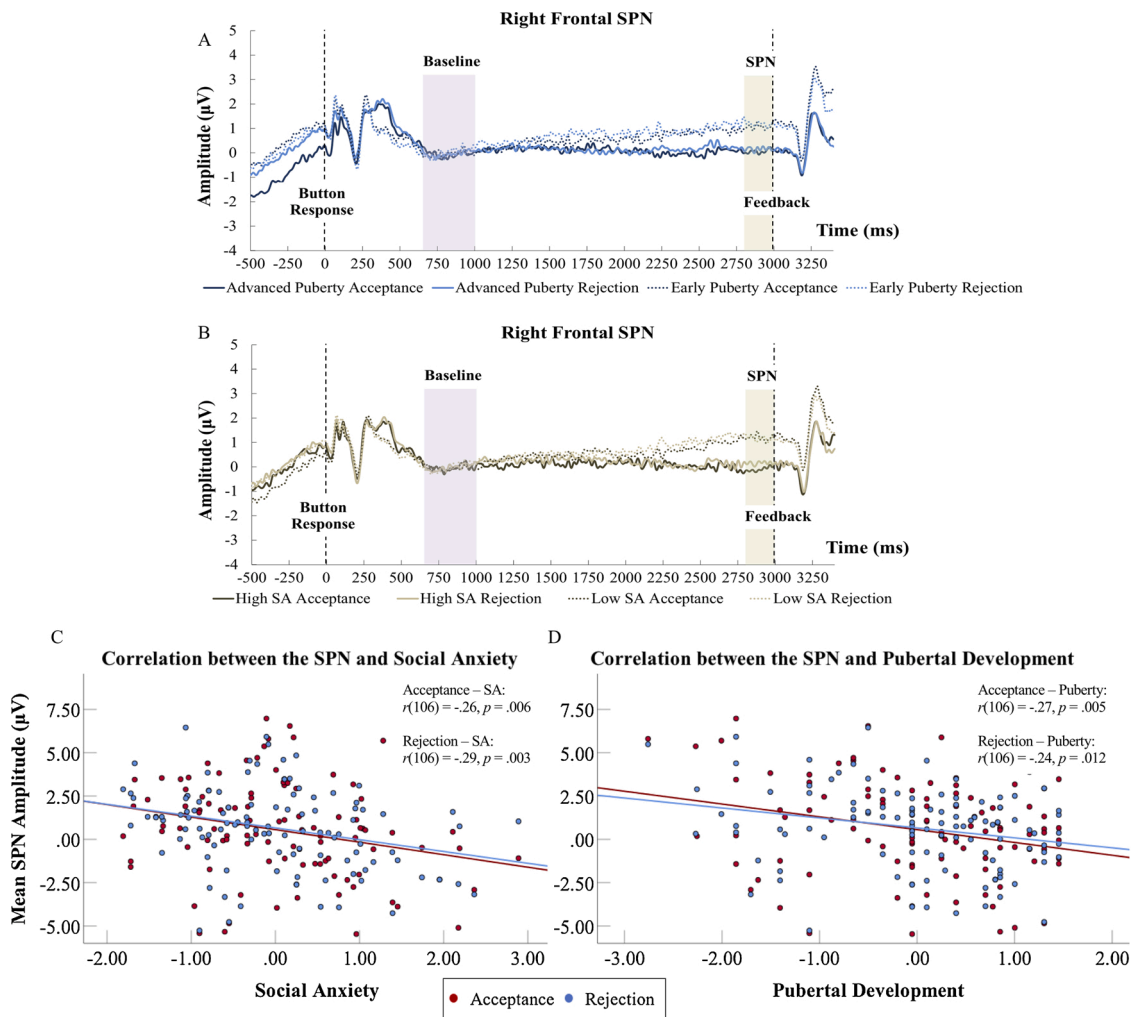 Right Frontal SPN
A
5
4
3
2
1
0
-1
-2
-3
-4
Amplitude (µV)
Baseline
SPN
Button
Response
Feedback
Time (ms)
-500 -250 0 250 500 750 1000 1250 1500 1750 2000 2250 2500 2750 3000 3250
Advanced Puberty Acceptance Advanced Puberty Rejection Early Puberty Acceptance Early Puberty Rejection
Right Frontal SPN
B
5
4
3
2
1
0
-1
2
-3
-4
Amplitude (µV)
Baseline
SPN
Button
Response
Feedback
Time (ms)
-500 -250 0 250 500 750 1000 1250 1500 1750 2000 2250 2500 2750 3000 3250
High SA Acceptance High SA Rejection Low SA Acceptance Low SA Rejection
C
Correlation between the SPN and Social Anxiety
Acceptance – SA:
r(106) = -.26, p = .006
Rejection – SA:
r(106) = -.29, p = .003
Mean SPN Amplitude (µV)
7.50
5.00
2.50
.00
-2.50
-5.00
-2.00 -1.00 .00 1.00 2.00 3.00
Social Anxiety
D
Correlation between the SPN and Pubertal Development
Acceptance – Puberty:
r(106) = -.27, p = .005
Rejection – Puberty:
r(106) = -.24, p = .012
7.50
5.00
2.50
.00
-2.50
-5.00
-3.00 -2.00 -1.00 .00 1.00 2.00
Pubertal Development
Acceptance Rejection